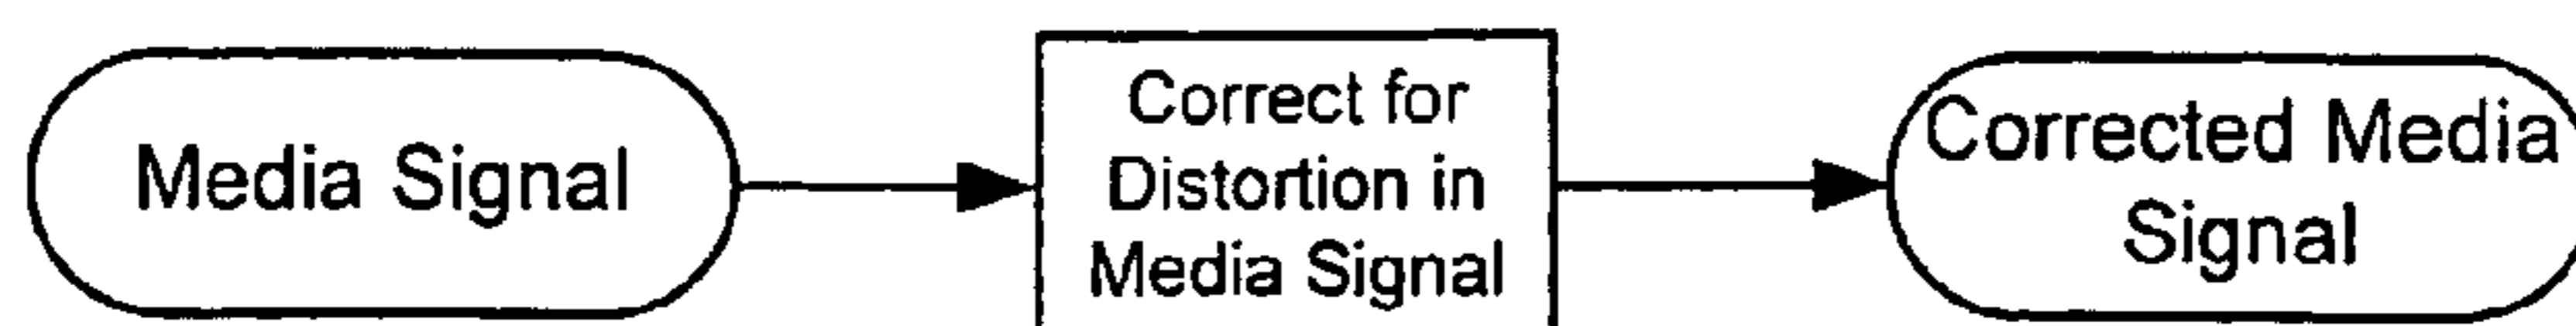 Media Signal
Correct for
Distortion in
Media Signal
Corrected Media
Signal